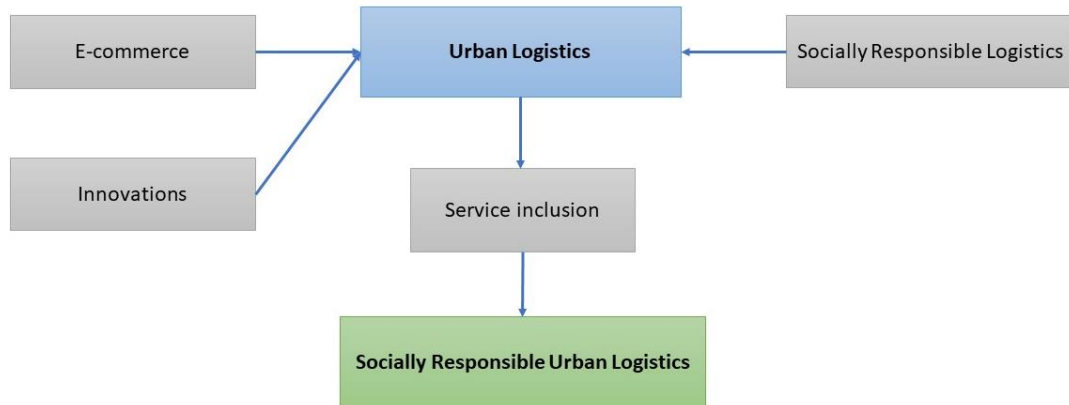 E-commerce
Urban Logistics
Socially Responsible Logistics
Innovations
Service inclusion
Socially Responsible Urban Logistics